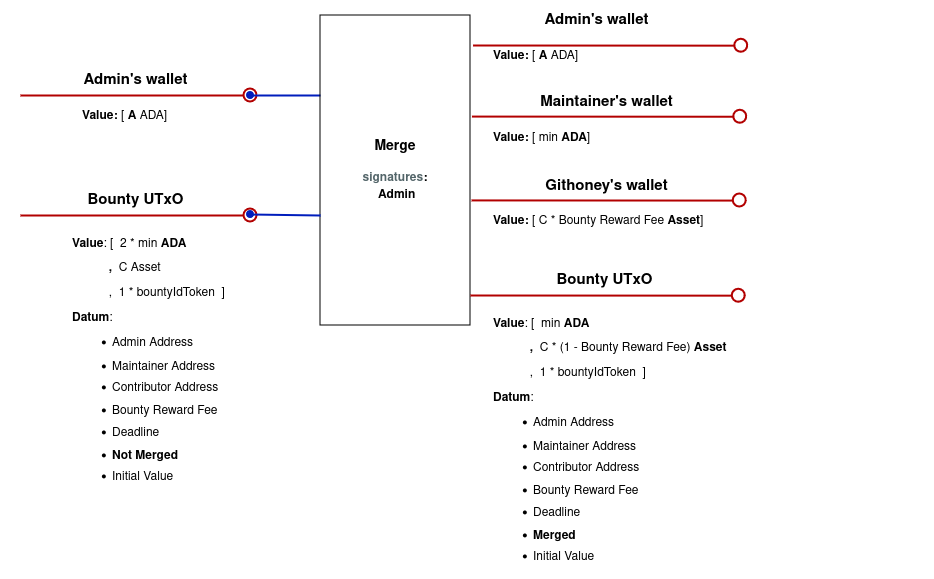 Admin's wallet
Value: [ A ADA]
Bounty UTxO
Value: [ 2 * min ADA
, C Asset
, 1 * bountyIdToken ]
Datum:
• Admin Address
• Maintainer Address
• Contributor Address
• Bounty Reward Fee
• Deadline
• Not Merged
• Initial Value
Merge
signatures:
Admin
Admin's wallet
Value: [ A ADA]
Maintainer's wallet
Value: [ min ADA]
Githoney's wallet
Value: [ C * Bounty Reward Fee Asset]
Bounty UTxO
Value: [ min ADA
, C * (1 - Bounty Reward Fee) Asset
, 1 * bountyIdToken ]
Datum:
• Admin Address
• Maintainer Address
• Contributor Address
• Bounty Reward Fee
• Deadline
• Merged
• Initial Value